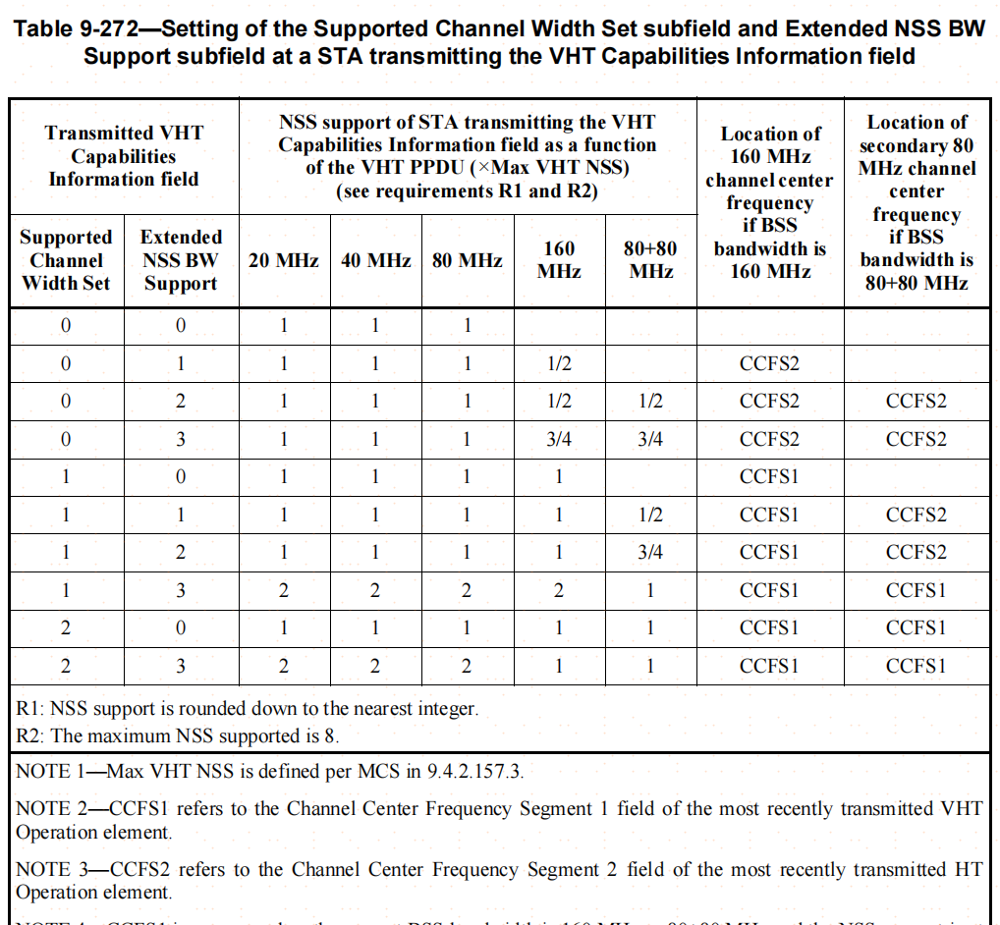 Table 9-272—Setting of the Supported Channel Width Set subfield and Extended NSS BW
Support subfield at a STA transmitting the VHT Capabilities Information field
Transmitted VHT
Capabilities
Information field
NSS support of STA transmitting the VHT
Capabilities Information field as a function
of the VHT PPDU (×Max VHT NSS)
(see requirements R1 and R2)
Location of
160 MHz
channel center
frequency
if BSS
bandwidth is
160 MHz
Location of
secondary 80
MHz channel
center
frequency
if BSS
bandwidth is
80+80 MHz
Supported
Channel
Width Set
Extended
NSS BW
Support
20 MHz
40 MHz
80 MHz
160
MHz
80+80
MHz
0 0 1 1 1
0 1 1 1 1 1/2 CCFS2
0 2 1 1 1 1/2 1/2 CCFS2 CCFS2
0 3 1 1 1 3/4 3/4 CCFS2 CCFS2
1 0 1 1 1 1 CCFS1
1 1 1 1 1 1 1/2 CCFS1 CCFS2
1 2 1 1 1 1 3/4 CCFS1 CCFS2
1 3 2 2 2 2 1 CCFS1 CCFS1
2 0 1 1 1 1 1 CCFS1 CCFS1
2 3 2 2 2 1 1 CCFS1 CCFS1
R1: NSS support is rounded down to the nearest integer.
R2: The maximum NSS supported is 8.
NOTE 1—Max VHT NSS is defined per MCS in 9.4.2.157.3.
NOTE 2—CCFS1 refers to the Channel Center Frequency Segment 1 field of the most recently transmitted VHT
Operation element.
NOTE 3—CCFS2 refers to the Channel Center Frequency Segment 2 field of the most recently transmitted HT
Operation element.